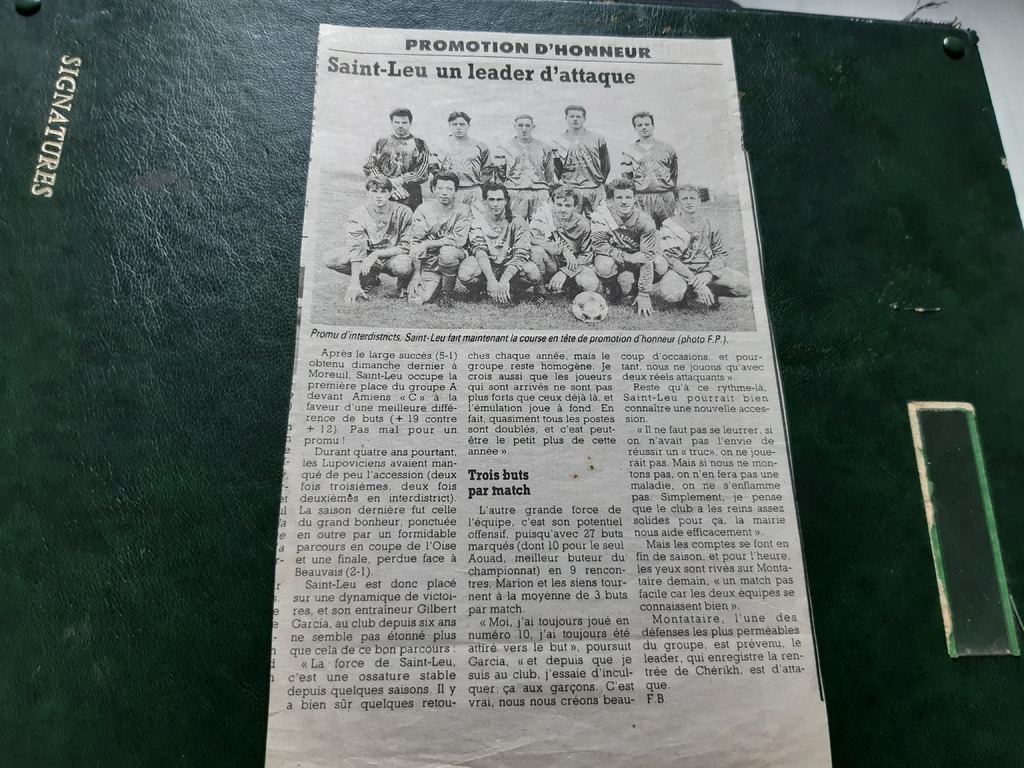 SIGNATURES
PROMOTION D'HONNEUR
Saint-Leu un leader d'attaque
Promu d'interdistricts, Saint-Leu fait maintenant la course en tête de promotion d'honneur (photo F.P.).
Après le large succès (5-1)
obtenu dimanche dernier à
Moreuil, Saint-Leu occupe la
première place du groupe A
devant Amiens « C » à la
faveur d'une meilleure diffé-
rence de buts (+ 19 contre
+ 12). Pas mal pour un
promu !
Durant quatre ans pourtant,
les Lupoviciens avaient man-
qué de peu l'accession (deux
fois troisièmes, deux fois
deuxièmes en interdistrict).
La saison dernière fut celle
du grand bonheur, ponctuée
en outre par un formidable
parcours en coupe de l'Oise
et une finale, perdue face à
Beauvais (2-1).
Saint-Leu est donc placé
sur une dynamique de victoi-
res, et son entraîneur Gilbert
Garcia, au club depuis six ans
ne semble pas étonné plus
que cela de ce bon parcours :
« La force de Saint-Leu,
c'est une ossature stable
depuis quelques saisons. Il y
a bien sûr quelques retou-
ches chaque année, mais le
groupe reste homogène. Je
crois aussi que les joueurs
qui sont arrivés ne sont pas
plus forts que ceux déjà là, et
l'émulation joue à fond. En
fait, quasiment tous les postes
sont doublés, et c'est peut-
être le petit plus de cette
année »
Trois buts
par match
L'autre grande force de
l'équipe, c'est son potentiel
offensif, puisqu'avec 27 buts
marqués (dont 10 pour le seul
Aouad, meilleur buteur du
championnat) en 9 rencon-
tres, Marion et les siens tour-
nent à la moyenne de 3 buts
par match.
« Moi, j'ai toujours joué en
numéro 10, j'ai toujours été
attiré vers le but », poursuit
Garcia, « et depuis que je
suis au club, j'essaie d'incul-
quer ça aux garçons. C'est
vrai, nous nous créons beau-
coup d'occasions, et pour-
tant, nous ne jouons qu'avec
deux réels attaquants ».
Reste qu'à ce rythme-là,
Saint-Leu pourrait bien
connaître une nouvelle acces-
sion.
« Il ne faut pas se leurrer, si
on n'avait pas l'envie de
réussir un « truc», on ne joue-
rait pas. Mais si nous ne mon-
tons pas, on n'en fera pas une
maladie, on ne s'enflamme
pas. Simplement, je pense
que le club a les reins assez
solides pour ça, la mairie
nous aide efficacement ».
Mais les comptes se font en
fin de saison, et pour l'heure,
les yeux sont rivés sur Monta-
taire demain, « un match pas
facile car les deux équipes se
connaissent bien ».
Montataire, l'une des
défenses les plus perméables
du groupe, est prévenu, le
leader, qui enregistre la ren-
trée de Chérikh, est d'atta-
que.
F.B.